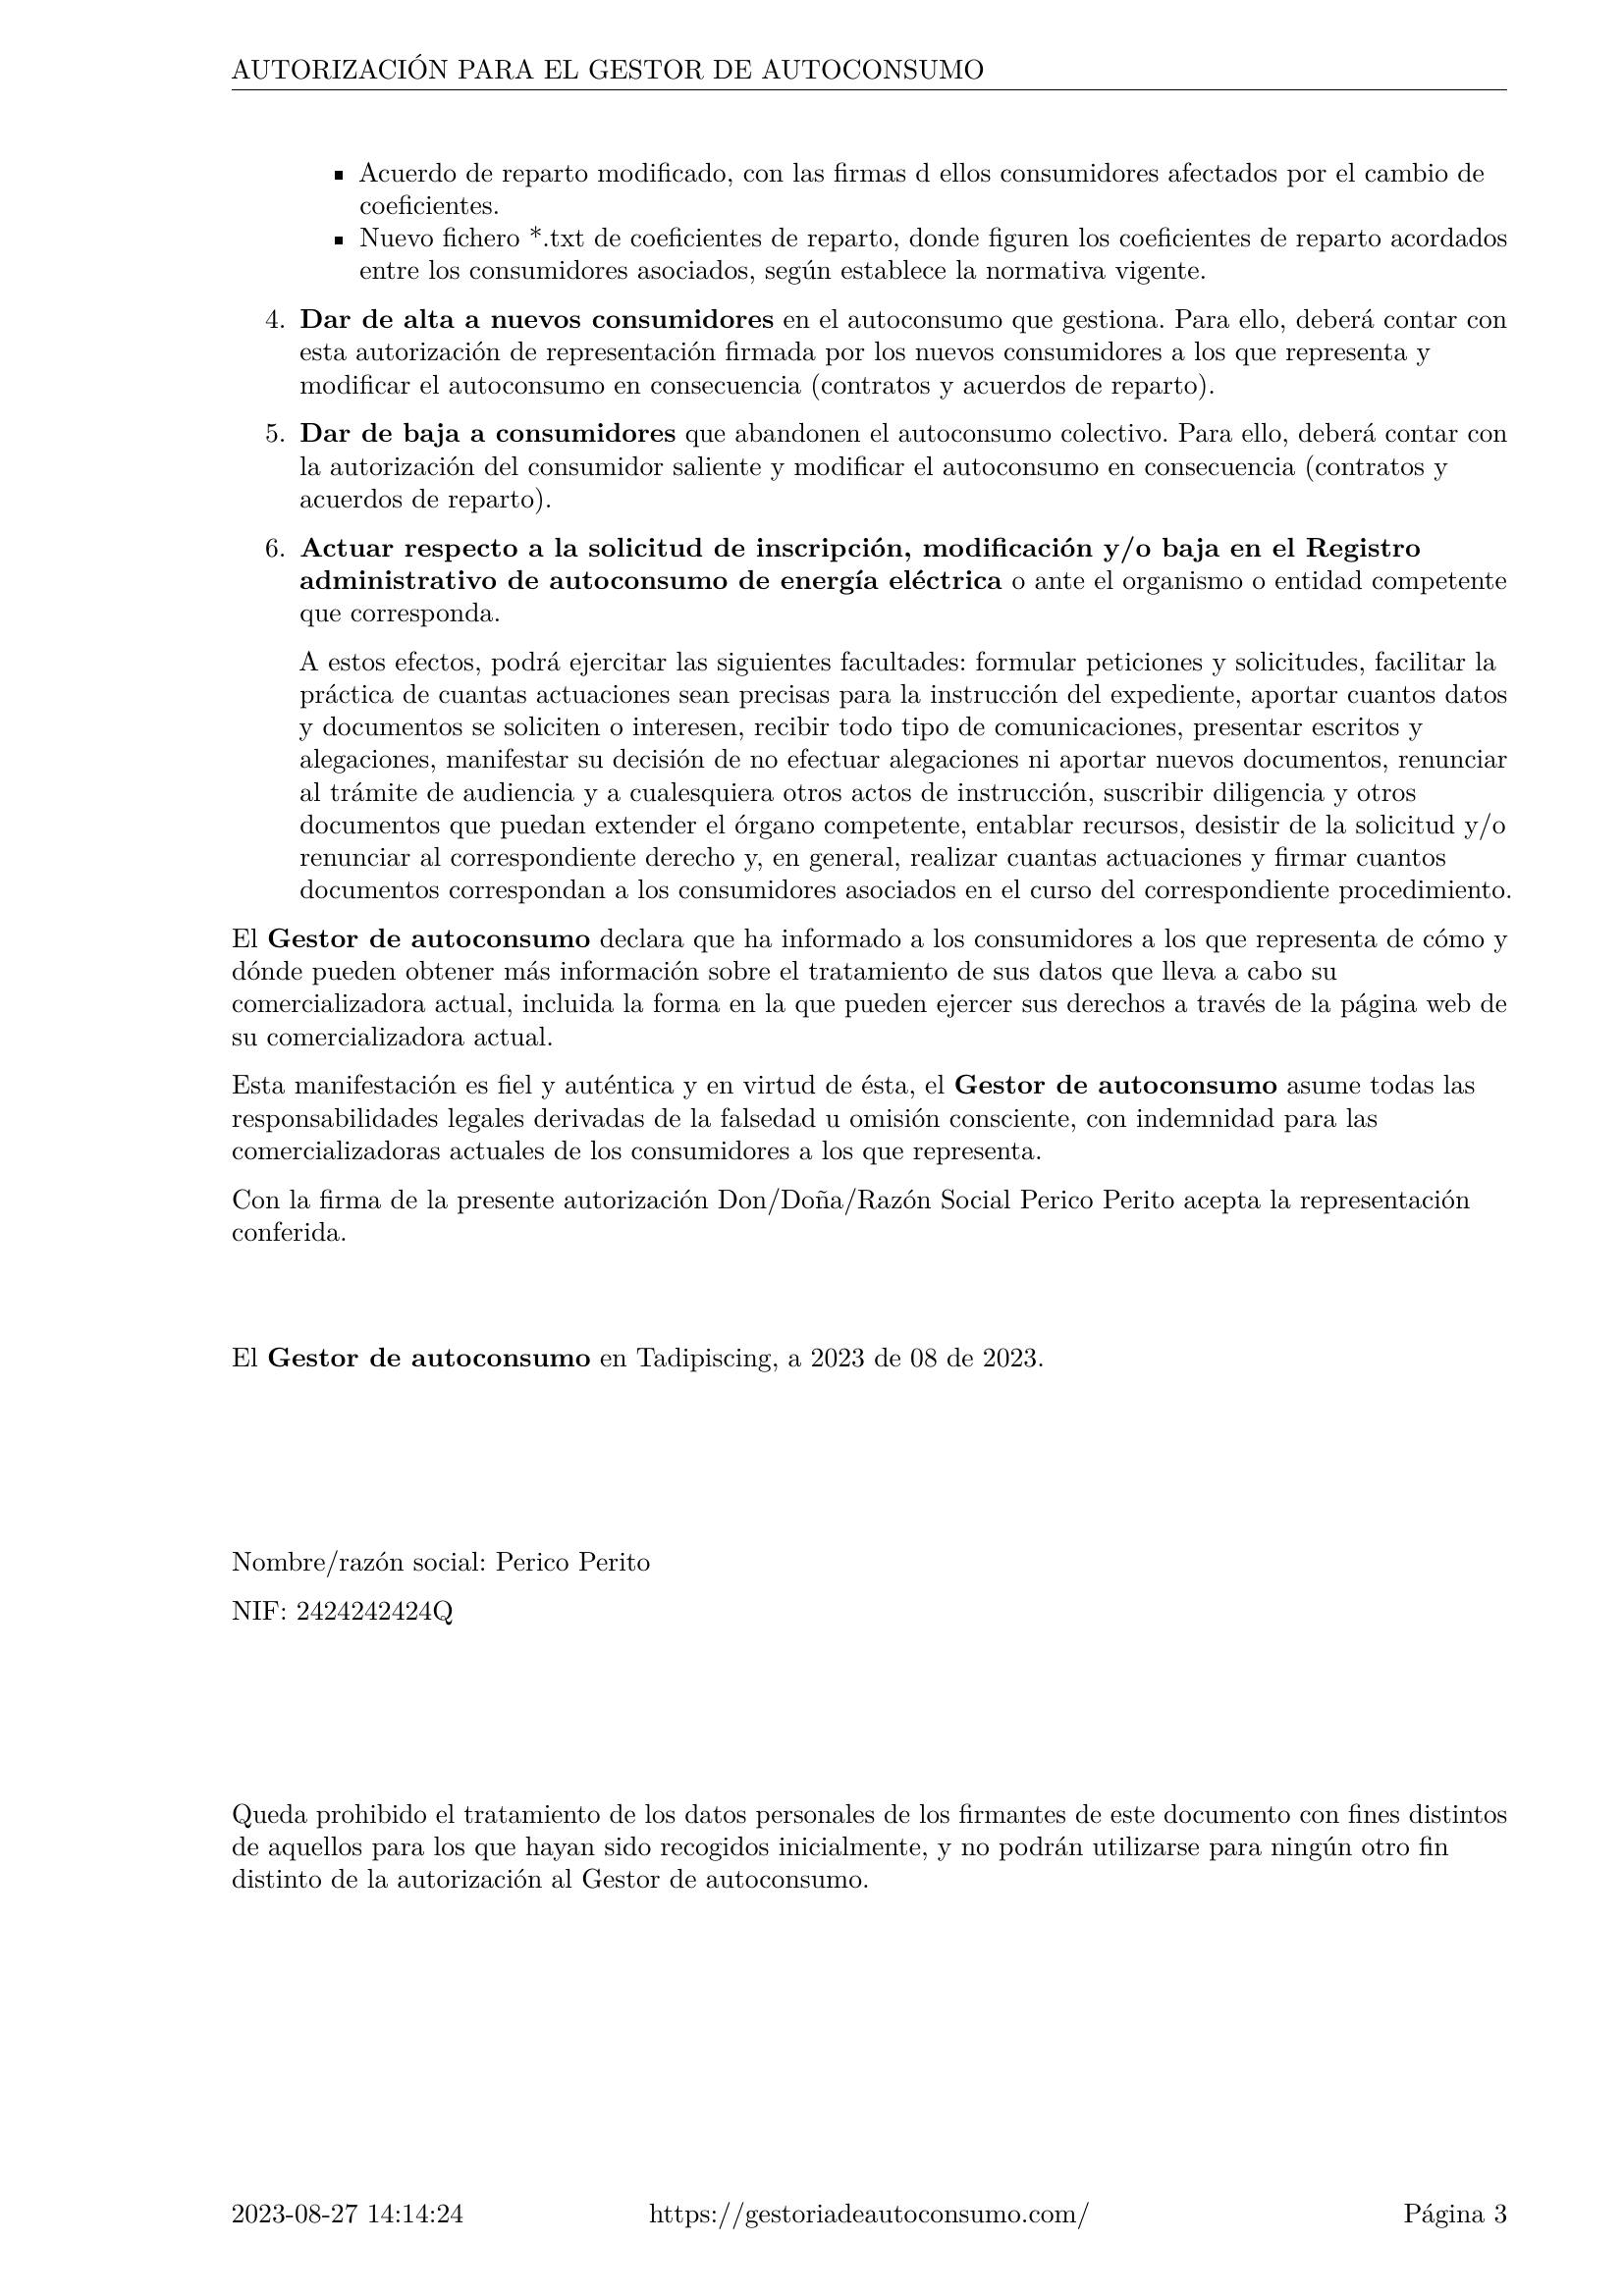 AUTORIZACIÓN PARA EL GESTOR DE AUTOCONSUMO
▪ Acuerdo de reparto modificado, con las firmas d ellos consumidores afectados por el cambio de
coeficientes.
▪ Nuevo fichero *.txt de coeficientes de reparto, donde figuren los coeficientes de reparto acordados
entre los consumidores asociados, según establece la normativa vigente.
4. Dar de alta a nuevos consumidores en el autoconsumo que gestiona. Para ello, deberá contar con
esta autorización de representación firmada por los nuevos consumidores a los que representa y
modificar el autoconsumo en consecuencia (contratos y acuerdos de reparto).
5. Dar de baja a consumidores que abandonen el autoconsumo colectivo. Para ello, deberá contar con
la autorización del consumidor saliente y modificar el autoconsumo en consecuencia (contratos y
acuerdos de reparto).
6. Actuar respecto a la solicitud de inscripción, modificación y/o baja en el Registro
administrativo de autoconsumo de energía eléctrica o ante el organismo o entidad competente
que corresponda.
A estos efectos, podrá ejercitar las siguientes facultades: formular peticiones y solicitudes, facilitar la
práctica de cuantas actuaciones sean precisas para la instrucción del expediente, aportar cuantos datos
y documentos se soliciten o interesen, recibir todo tipo de comunicaciones, presentar escritos y
alegaciones, manifestar su decisión de no efectuar alegaciones ni aportar nuevos documentos, renunciar
al trámite de audiencia y a cualesquiera otros actos de instrucción, suscribir diligencia y otros
documentos que puedan extender el órgano competente, entablar recursos, desistir de la solicitud y/o
renunciar al correspondiente derecho y, en general, realizar cuantas actuaciones y firmar cuantos
documentos correspondan a los consumidores asociados en el curso del correspondiente procedimiento.
El Gestor de autoconsumo declara que ha informado a los consumidores a los que representa de cómo y
dónde pueden obtener más información sobre el tratamiento de sus datos que lleva a cabo su
comercializadora actual, incluida la forma en la que pueden ejercer sus derechos a través de la página web de
su comercializadora actual.
Esta manifestación es fiel y auténtica y en virtud de ésta, el Gestor de autoconsumo asume todas las
responsabilidades legales derivadas de la falsedad u omisión consciente, con indemnidad para las
comercializadoras actuales de los consumidores a los que representa.
Con la firma de la presente autorización Don/Doña/Razón Social Perico Perito acepta la representación
conferida.
El Gestor de autoconsumo en Tadipiscing, a 2023 de 08 de 2023.
Nombre/razón social: Perico Perito
NIF: 2424242424Q
Queda prohibido el tratamiento de los datos personales de los firmantes de este documento con fines distintos
de aquellos para los que hayan sido recogidos inicialmente, y no podrán utilizarse para ningún otro fin
distinto de la autorización al Gestor de autoconsumo.
2023-08-27 14:14:24 https://gestoriadeautoconsumo.com/ Página 3